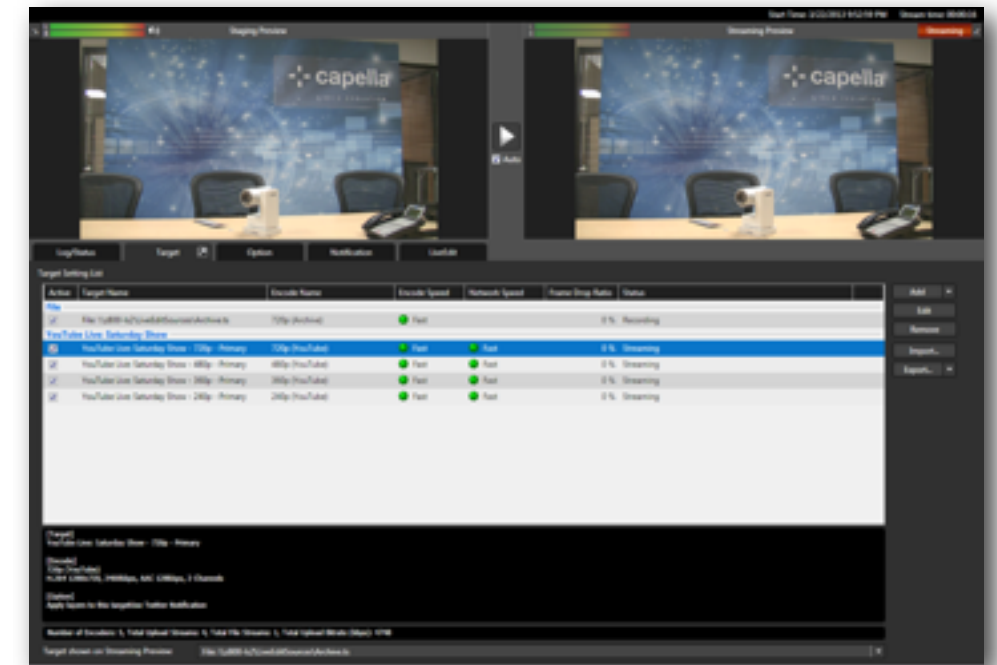 Staging Preview
Streaming Preview
Streaming
capella
capella
Auto
Log/Status
Target
Option
Notification
LiveEdit
Target Setting List
Active
Target Name
Encode Name
Encode Speed
Network Speed
Frame Drop Ratio
Status
Add
File
720p (Archive)
Fast
0 %
Recording
Edit
YouTube Live: Saturday Show
Remove
YouTube Live: Saturday Show - 720p - Primary
720p (YouTube)
Fast
Fast
0 %
Streaming
Import...
YouTube Live: Saturday Show - 480p - Primary
480p (YouTube)
Fast
Fast
0 %
Streaming
Export...
YouTube Live: Saturday Show - 360p - Primary
360p (YouTube)
Fast
Fast
0 %
Streaming
YouTube Live: Saturday Show - 240p - Primary
240p (YouTube)
Fast
Fast
0 %
Streaming
[Target]
YouTube Live: Saturday Show - 720p - Primary
[Encode]
720p (YouTube)
[Option]
Target shown on Streaming Preview